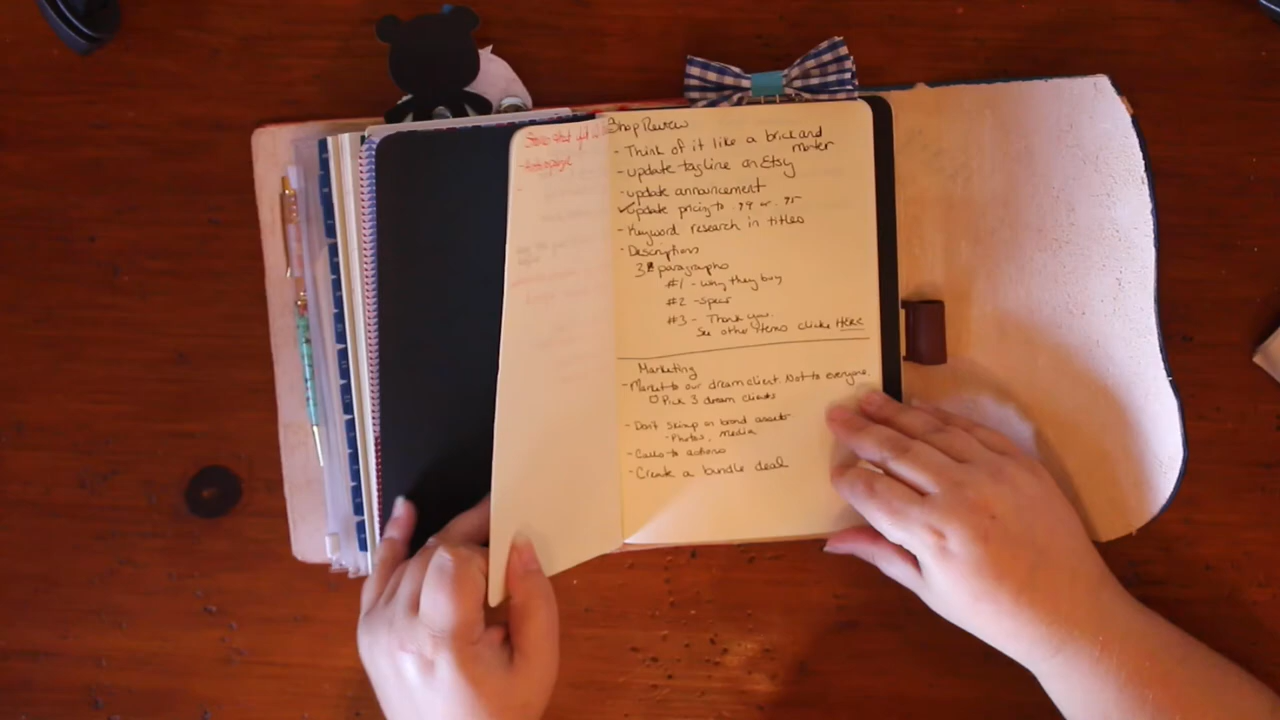 Shop Review
- Think of it like a brick and
morter
- update tagline on Etsy
- update announcement
✓update pricing to .99 or .95
- Keyword research in titles
- Descriptions
3 paragraphs
#1 - why they buy
#2 - specs
#3 - Thank you.
See other items clicke HERE
Marketing
- Market to our dream client. Not to everyone.
□ Pick 3 dream clients
- Don't skimp on brand assets
- Photos, media
- Calls to actions
- Create a bundle deal